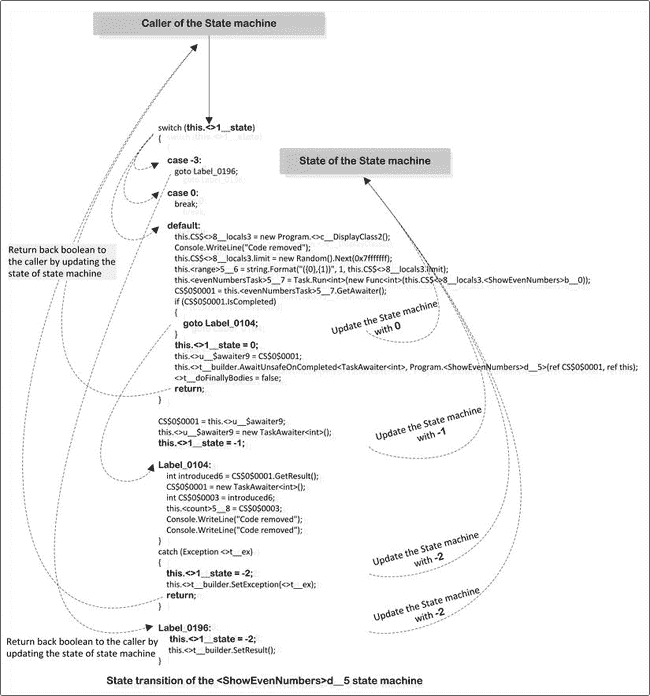 Caller of the State machine
switch (this.<>1__state)
{
State of the State machine
case -3:
goto Label_0196;
case 0:
break;
default:
this.CS$<>8__locals3 = new Program.<>c__DisplayClass2();
Console.WriteLine("Code removed");
this.CS$<>8__locals3.limit = new Random().Next(0x7fffffff);
this.<range>5__6 = string.Format("({0},{1})", 1, this.CS$<>8__locals3.limit);
this.<evenNumbersTask>5__7 = Task.Run<int>(new Func<int>(this.CS$<>8__locals3.<ShowEvenNumbers>b__0));
CS$0$0001 = this.<evenNumbersTask>5__7.GetAwaiter();
if (CS$0$0001.IsCompleted)
{
goto Label_0104;
}
this.<>1__state = 0;
this.<>u__$awaiter9 = CS$0$0001;
this.<>t__builder.AwaitUnsafeOnCompleted<TaskAwaiter<int>, Program.<ShowEvenNumbers>d__5>(ref CS$0$0001, ref this);
<>t__doFinallyBodies = false;
return;
}
Return back boolean to
the caller by updating the
state of state machine
Update the State machine
with 0
CS$0$0001 = this.<>u__$awaiter9;
this.<>u__$awaiter9 = new TaskAwaiter<int>();
this.<>1__state = -1;
Update the State machine
with -1
Label_0104:
int introduced6 = CS$0$0001.GetResult();
CS$0$0001 = new TaskAwaiter<int>();
int CS$0$0003 = introduced6;
this.<count>5__8 = CS$0$0003;
Console.WriteLine("Code removed");
Console.WriteLine("Code removed");
}
catch (Exception <>t__ex)
{
this.<>1__state = -2;
this.<>t__builder.SetException(<>t__ex);
return;
}
Update the State machine
with -2
Update the State machine
with -2
Label_0196:
this.<>1__state = -2;
this.<>t__builder.SetResult();
}
Return back boolean to the caller by
updating the state of state machine
State transition of the <ShowEvenNumbers>d__5 state machine